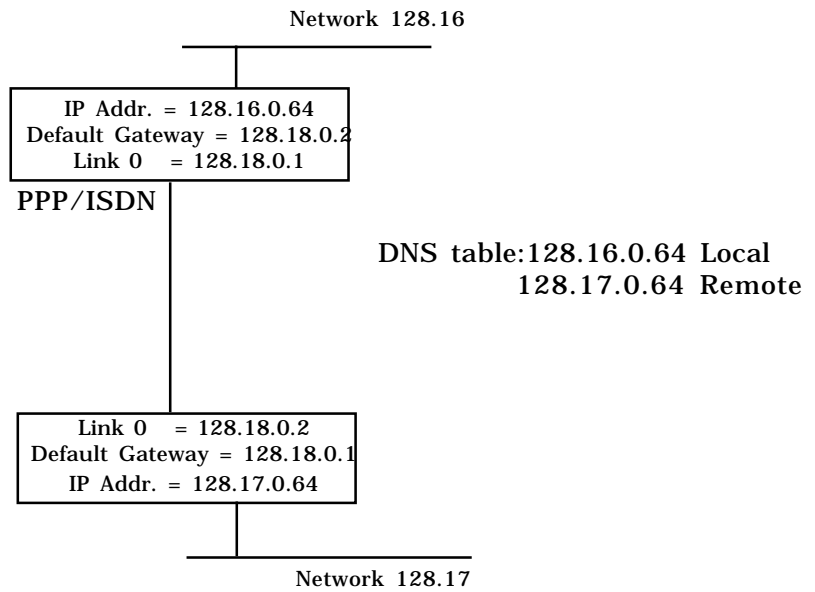 Network 128.16
IP Addr. = 128.16.0.64
Default Gateway = 128.18.0.2
Link 0 = 128.18.0.1
PPP/ISDN
DNS table:128.16.0.64 Local
128.17.0.64 Remote
Link 0 = 128.18.0.2
Default Gateway = 128.18.0.1
IP Addr. = 128.17.0.64
Network 128.17